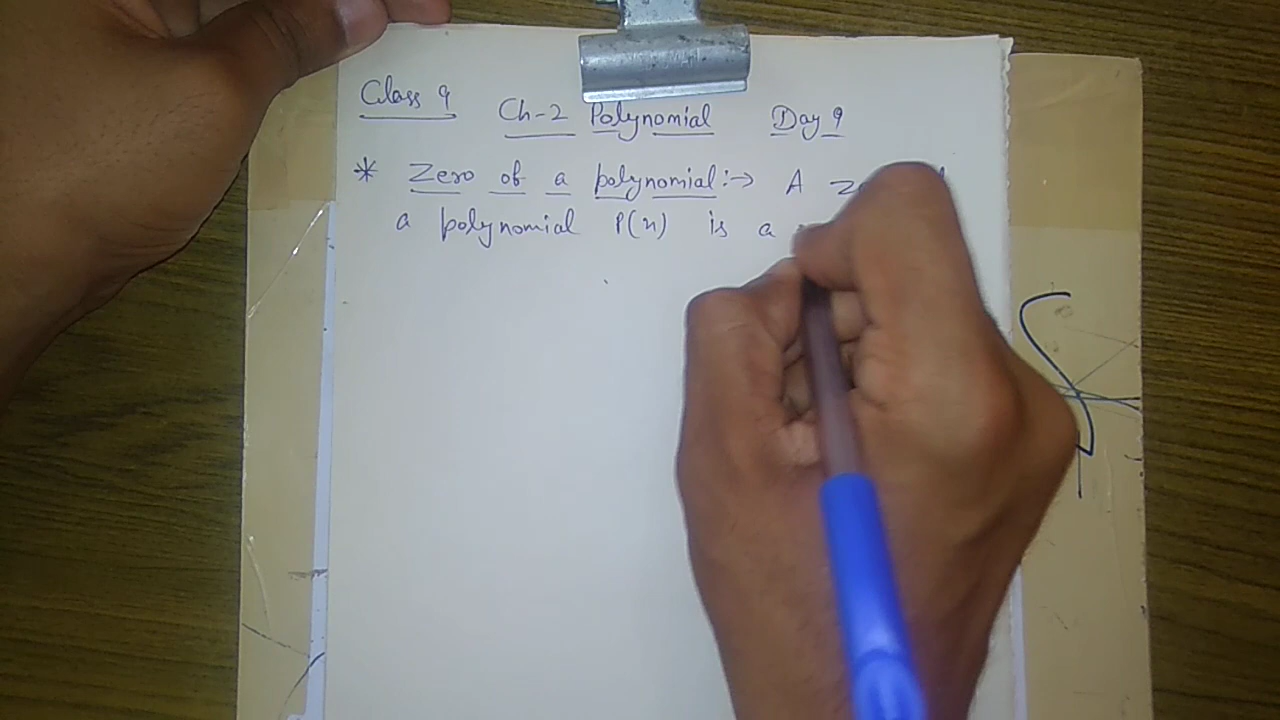 Class 9 Ch-2 Polynomial Day 9
* Zero of a polynomial:→ A
a polynomial P(x) is a